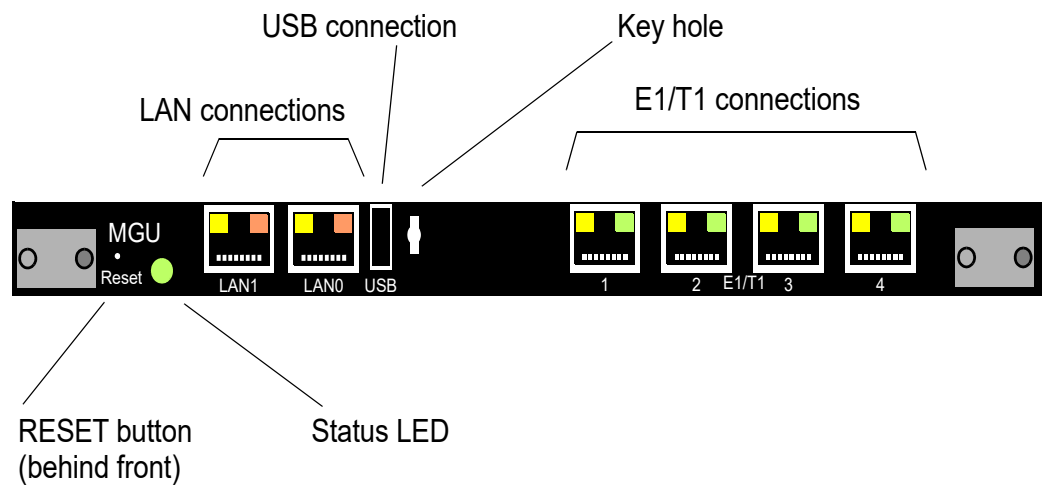 USB connection
Key hole
LAN connections
E1/T1 connections
MGU
Reset
LAN1
LAN0
USB
1
2
E1/T1
3
4
RESET button
(behind front)
Status LED